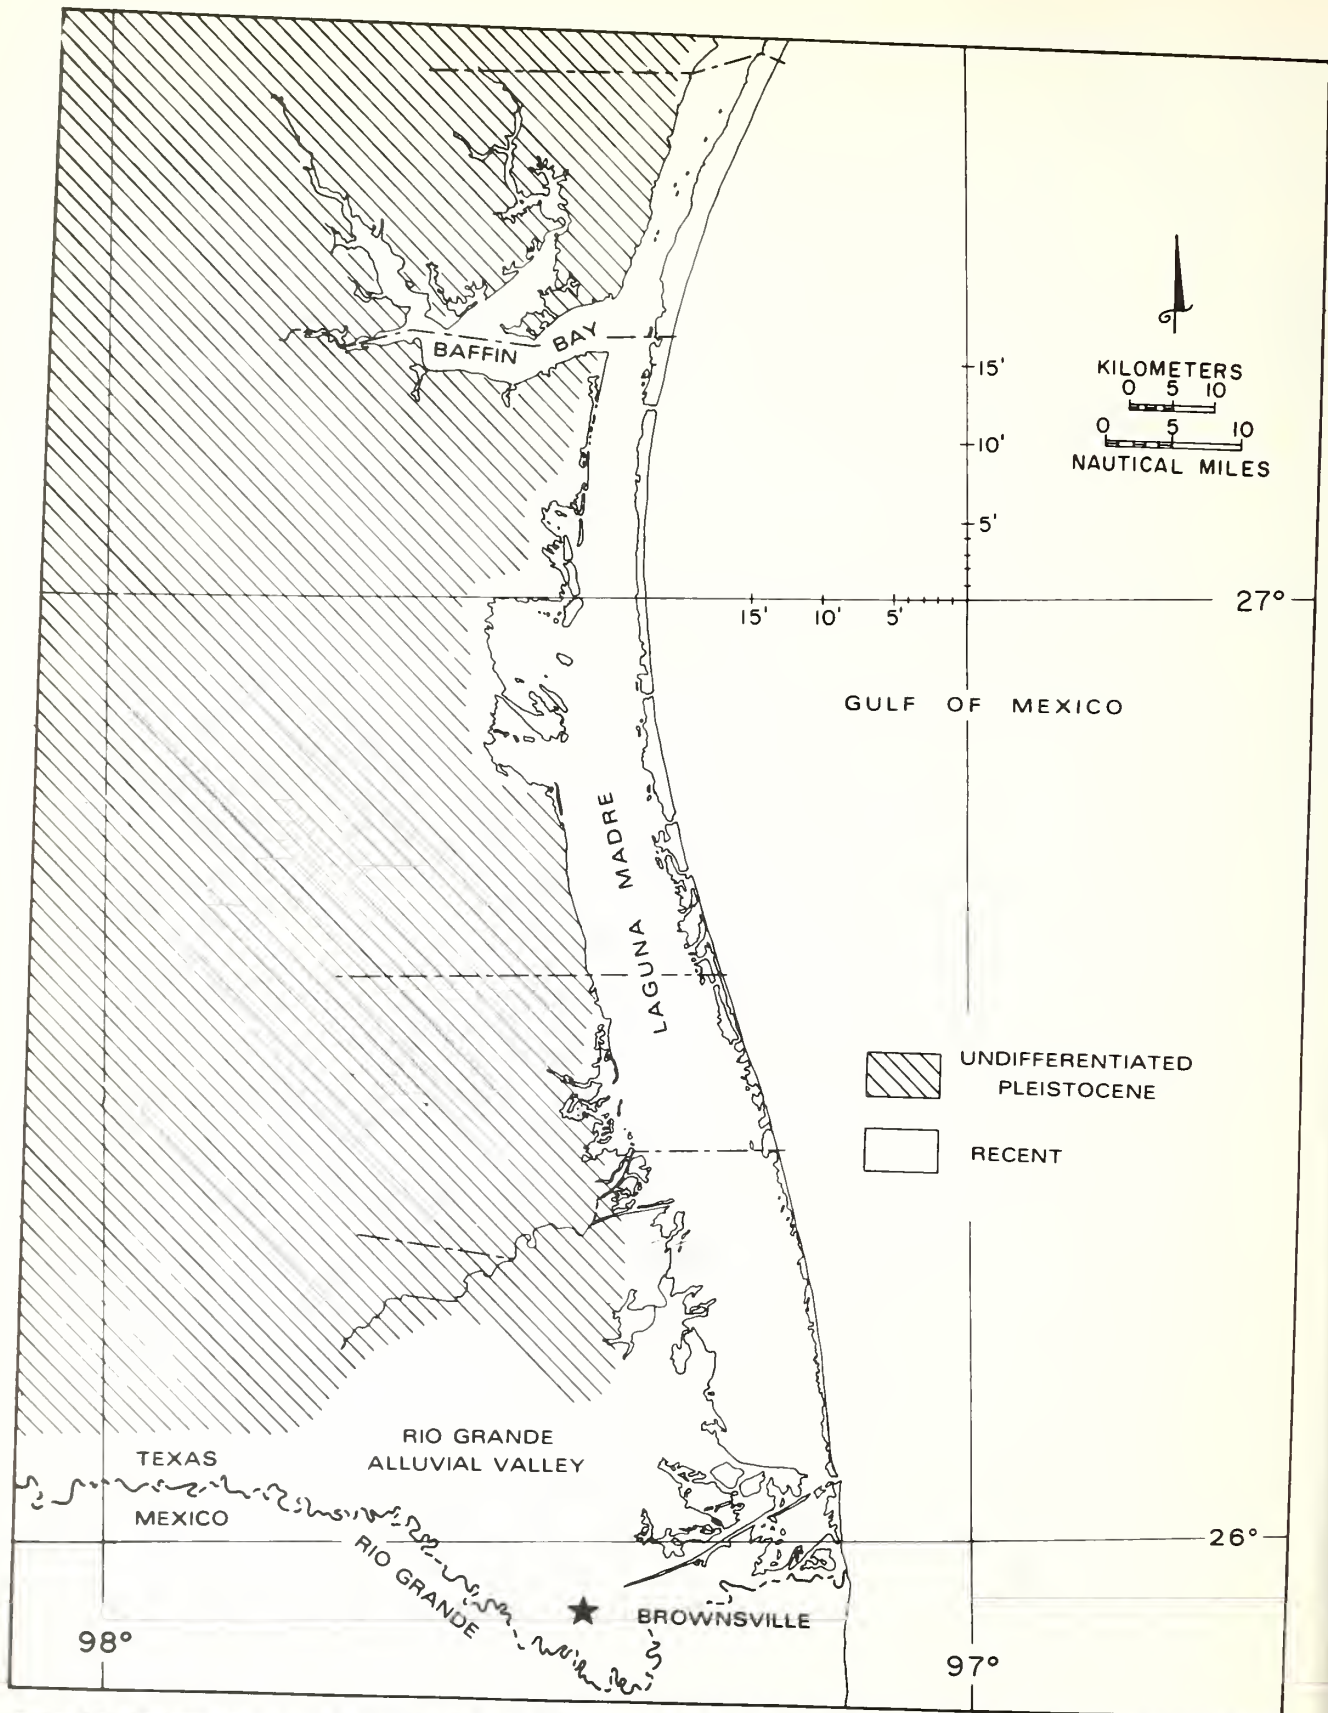 BAFFIN BAY
15'
10'
5'
KILOMETERS
0 5 10
0 5 10
NAUTICAL MILES
15' 10' 5'
27°
GULF OF MEXICO
LAGUNA MADRE
UNDIFFERENTIATED
PLEISTOCENE
RECENT
RIO GRANDE
ALLUVIAL VALLEY
TEXAS
MEXICO
RIO GRANDE
26°
BROWNSVILLE
98°
97°